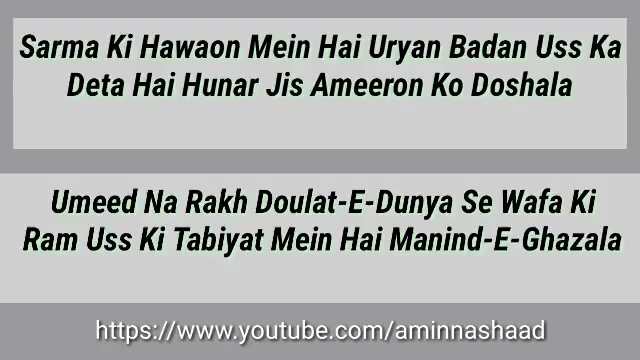 Sarma Ki Hawaon Mein Hai Uryan Badan Uss Ka
Deta Hai Hunar Jis Ameeron Ko Doshala
Umeed Na Rakh Doulat-E-Dunya Se Wafa Ki
Ram Uss Ki Tabiyat Mein Hai Manind-E-Ghazala
https://www.youtube.com/aminnashaad